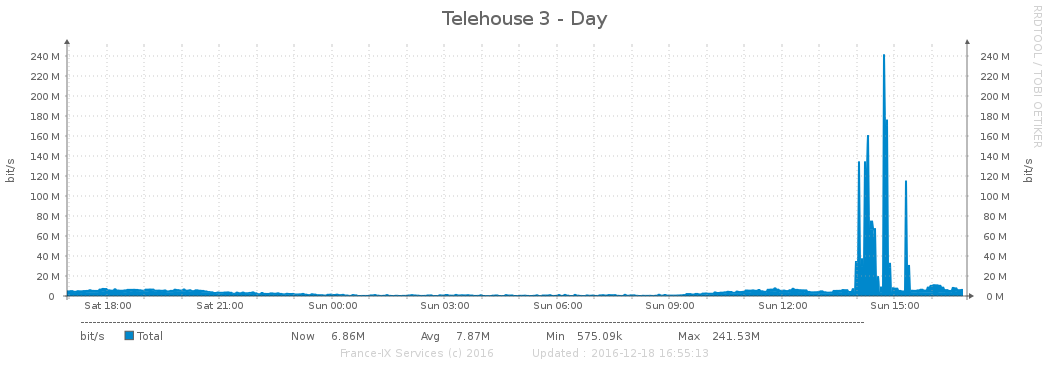 Telehouse 3 - Day
RRDTOOL / TOBI OETIKER
bit/s
240 M 240 M
220 M 220 M
200 M 200 M
180 M 180 M
160 M 160 M
140 M 140 M
120 M 120 M
100 M 100 M
80 M 80 M
60 M 60 M
40 M 40 M
20 M 20 M
0 0 M
bit/s
Sat 18:00 Sat 21:00 Sun 00:00 Sun 03:00 Sun 06:00 Sun 09:00 Sun 12:00 Sun 15:00
bit/s Total Now 6.86M Avg 7.87M Min 575.09k Max 241.53M
France-IX Services (c) 2016 Updated : 2016-12-18 16:55:13